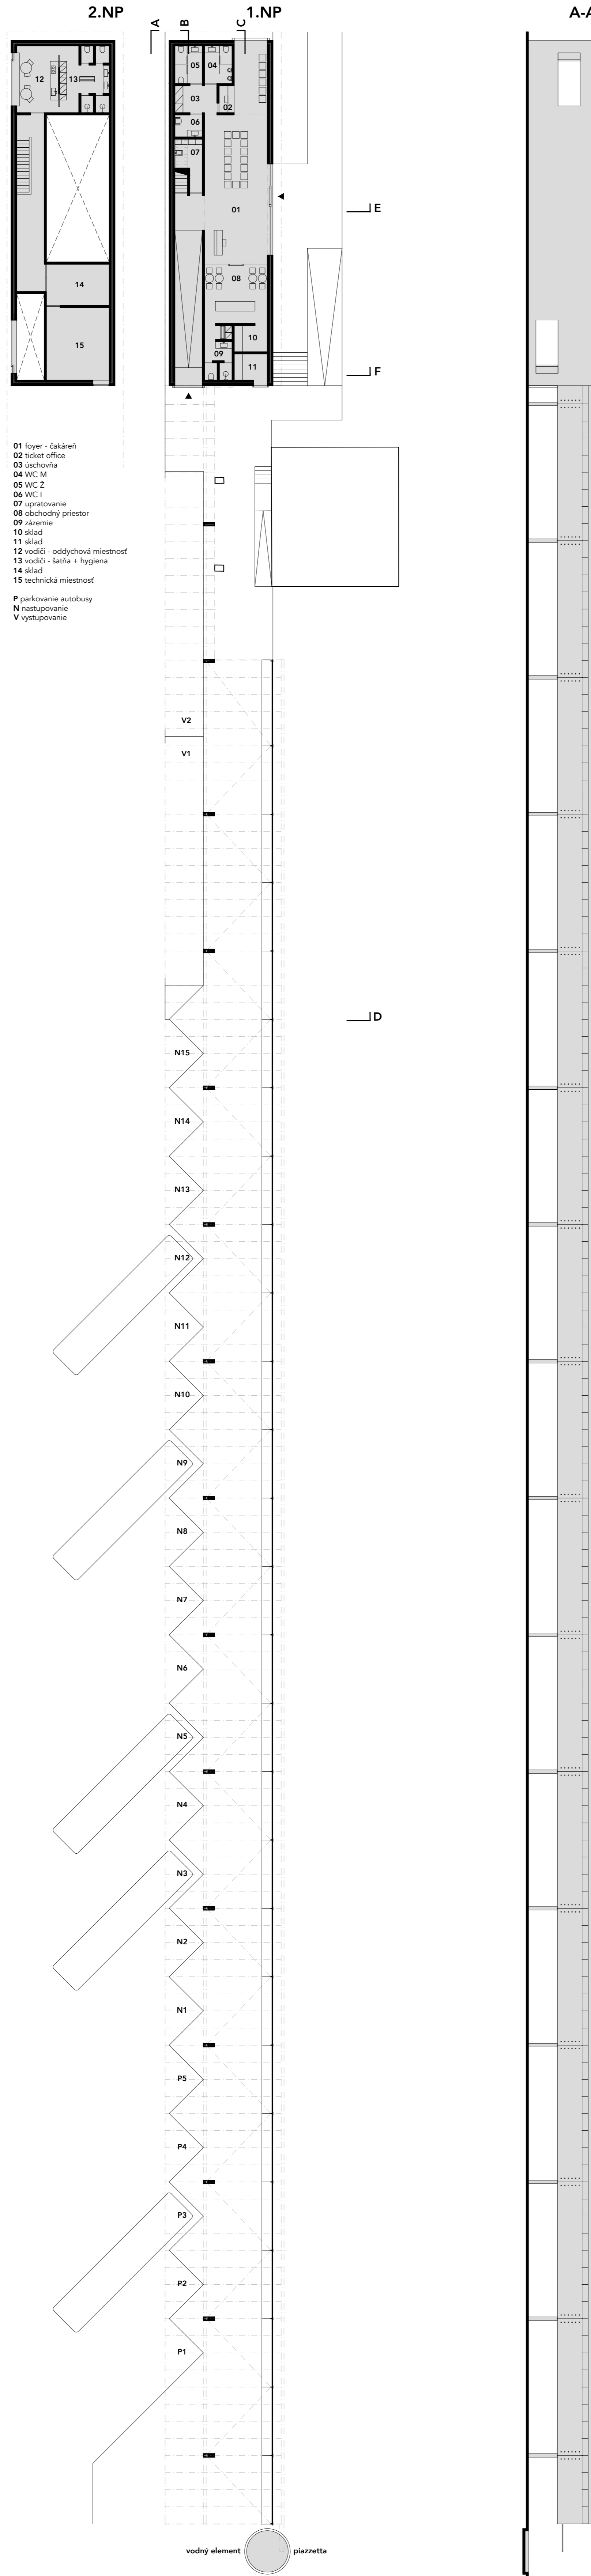 2.NP
A
B
1.NP
C
A-A
12
13
14
15
05
04
03
02
06
07
01
08
09
10
11
E
F
01 foyer - čakáreň
02 ticket office
03 úschovňa
04 WC M
05 WC Ž
06 WC I
07 upratovanie
08 obchodný priestor
09 zázemie
10 sklad
11 sklad
12 vodiči - oddychová miestnosť
13 vodiči - šatňa + hygiena
14 sklad
15 technická miestnosť
P parkovanie autobusy
N nastupovanie
V vystupovanie
V2
V1
D
N15
N14
N13
N12
N11
N10
N9
N8
N7
N6
N5
N4
N3
N2
N1
P5
P4
P3
P2
P1
vodný element
piazzetta